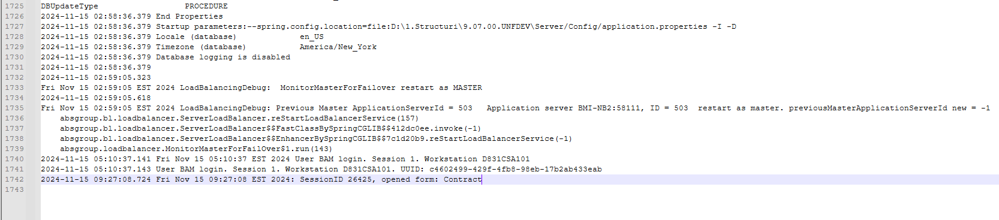 1725 DBUpdateType                  PROCEDURE
1726 2024-11-15 02:58:36.379 End Properties
1727 2024-11-15 02:58:36.379 Startup parameters:--spring.config.location=file:D:\1.Structuri\9.07.00.UNFDEV\Server/Config/application.properties -I -D
1728 2024-11-15 02:58:36.379 Locale (database)             en_US
1729 2024-11-15 02:58:36.379 Timezone (database)           America/New_York
1730 2024-11-15 02:58:36.379 Database logging is disabled
1731 2024-11-15 02:58:36.379
1732 2024-11-15 02:59:05.323
1733 Fri Nov 15 02:59:05 EST 2024 LoadBalancingDebug:  MonitorMasterForFailover restart as MASTER
1734 2024-11-15 02:59:05.618
1735 Fri Nov 15 02:59:05 EST 2024 LoadBalancingDebug: Previous Master ApplicationServerId = 503   Application server BMI-NB2:58111, ID = 503  restart as master. previousMasterApplicationServerId new = -1
1736     absgroup.bl.loadbalancer.ServerLoadBalancer.reStartLoadBalancerService(157)
1737     absgroup.bl.loadbalancer.ServerLoadBalancer$$FastClassBySpringCGLIB$$412dc0ee.invoke(-1)
1738     absgroup.bl.loadbalancer.ServerLoadBalancer$$EnhancerBySpringCGLIB$$7c1d20b9.reStartLoadBalancerService(-1)
1739     absgroup.loadbalancer.MonitorMasterForFailOver$1.run(143)
1740 2024-11-15 05:10:37.141 Fri Nov 15 05:10:37 EST 2024 User BAM login. Session 1. Workstation D831CSA101
1741 2024-11-15 05:10:37.143 User BAM login. Session 1. Workstation D831CSA101. UUID: c4602499-429f-4fb8-98eb-17b2ab433eab
1742 2024-11-15 09:27:08.724 Fri Nov 15 09:27:08 EST 2024: SessionID 26425, opened form: Contract
1743